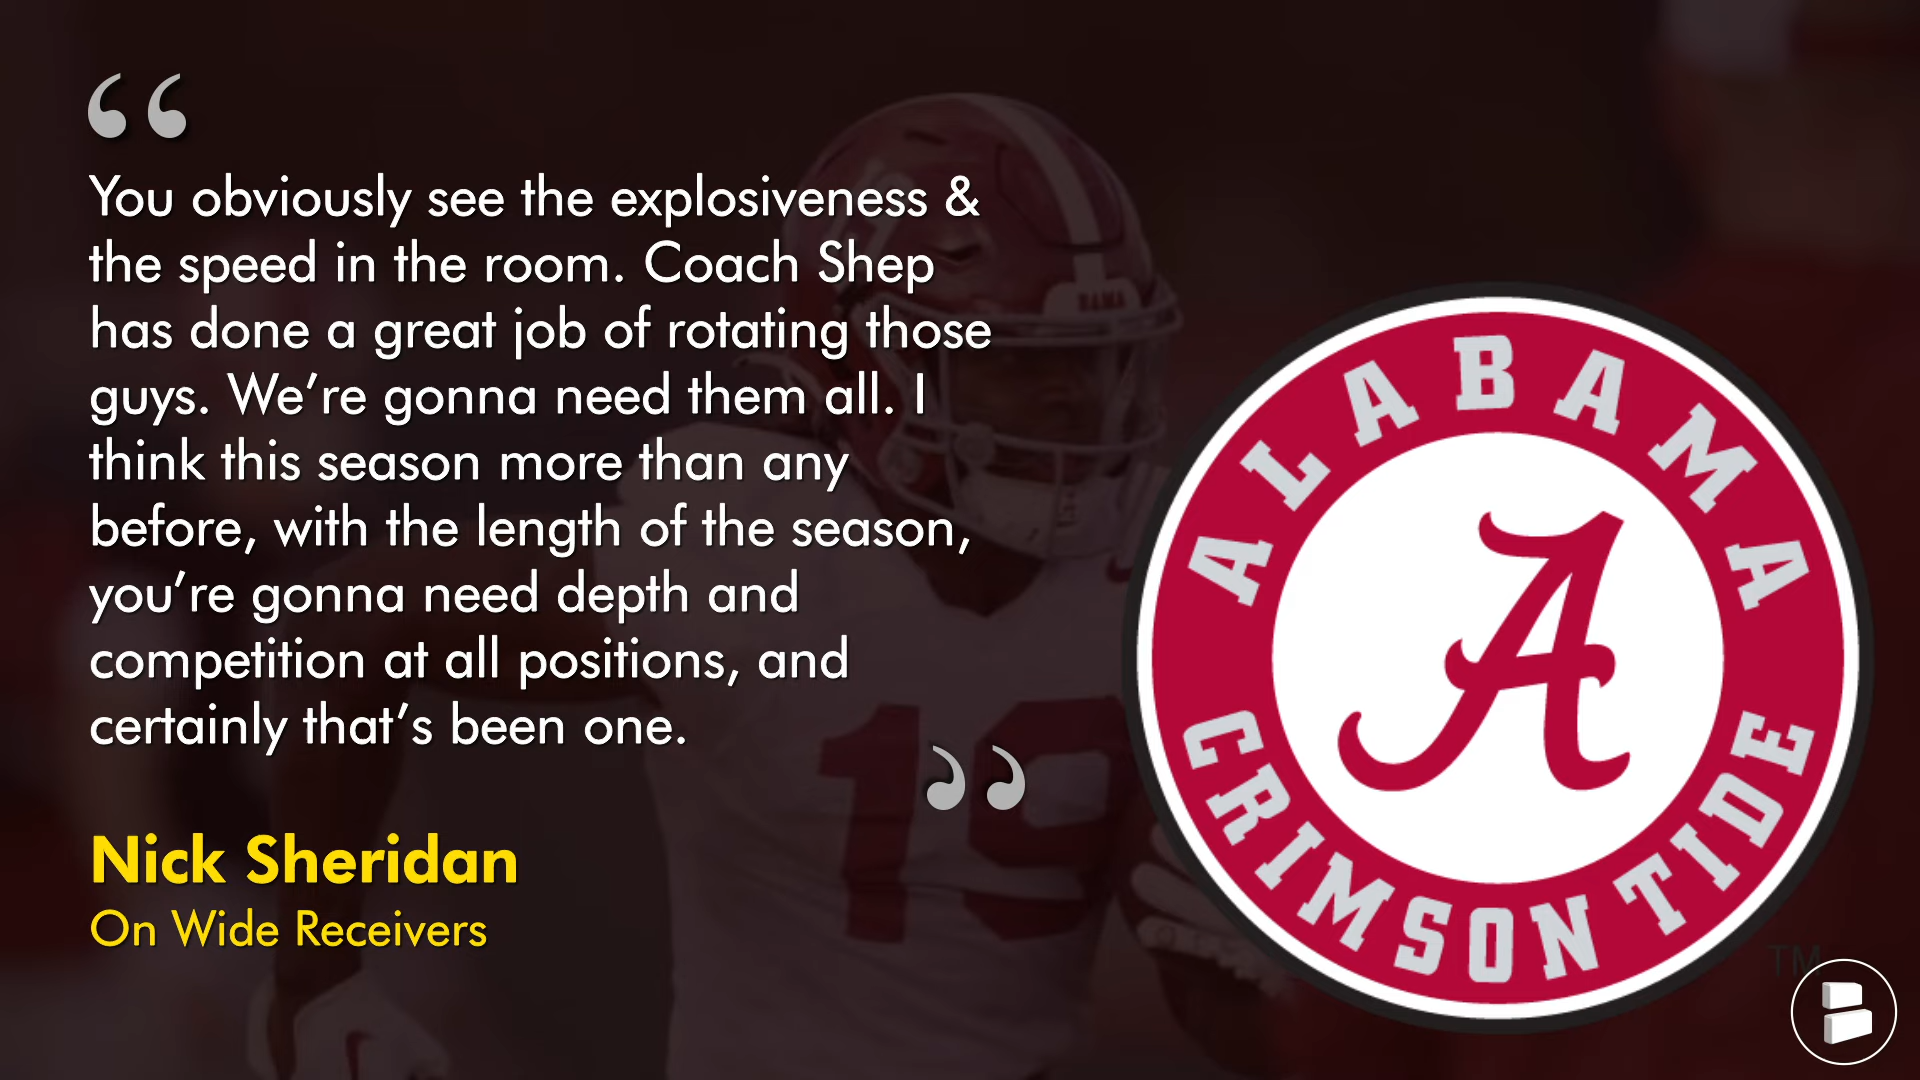 “
You obviously see the explosiveness &
the speed in the room. Coach Shep
has done a great job of rotating those
guys. We’re gonna need them all. I
think this season more than any
before, with the length of the season,
you’re gonna need depth and
competition at all positions, and
certainly that’s been one.
”
Nick Sheridan
On Wide Receivers
BAMA
19
ALABAMA
A
CRIMSON TIDE
TM
B